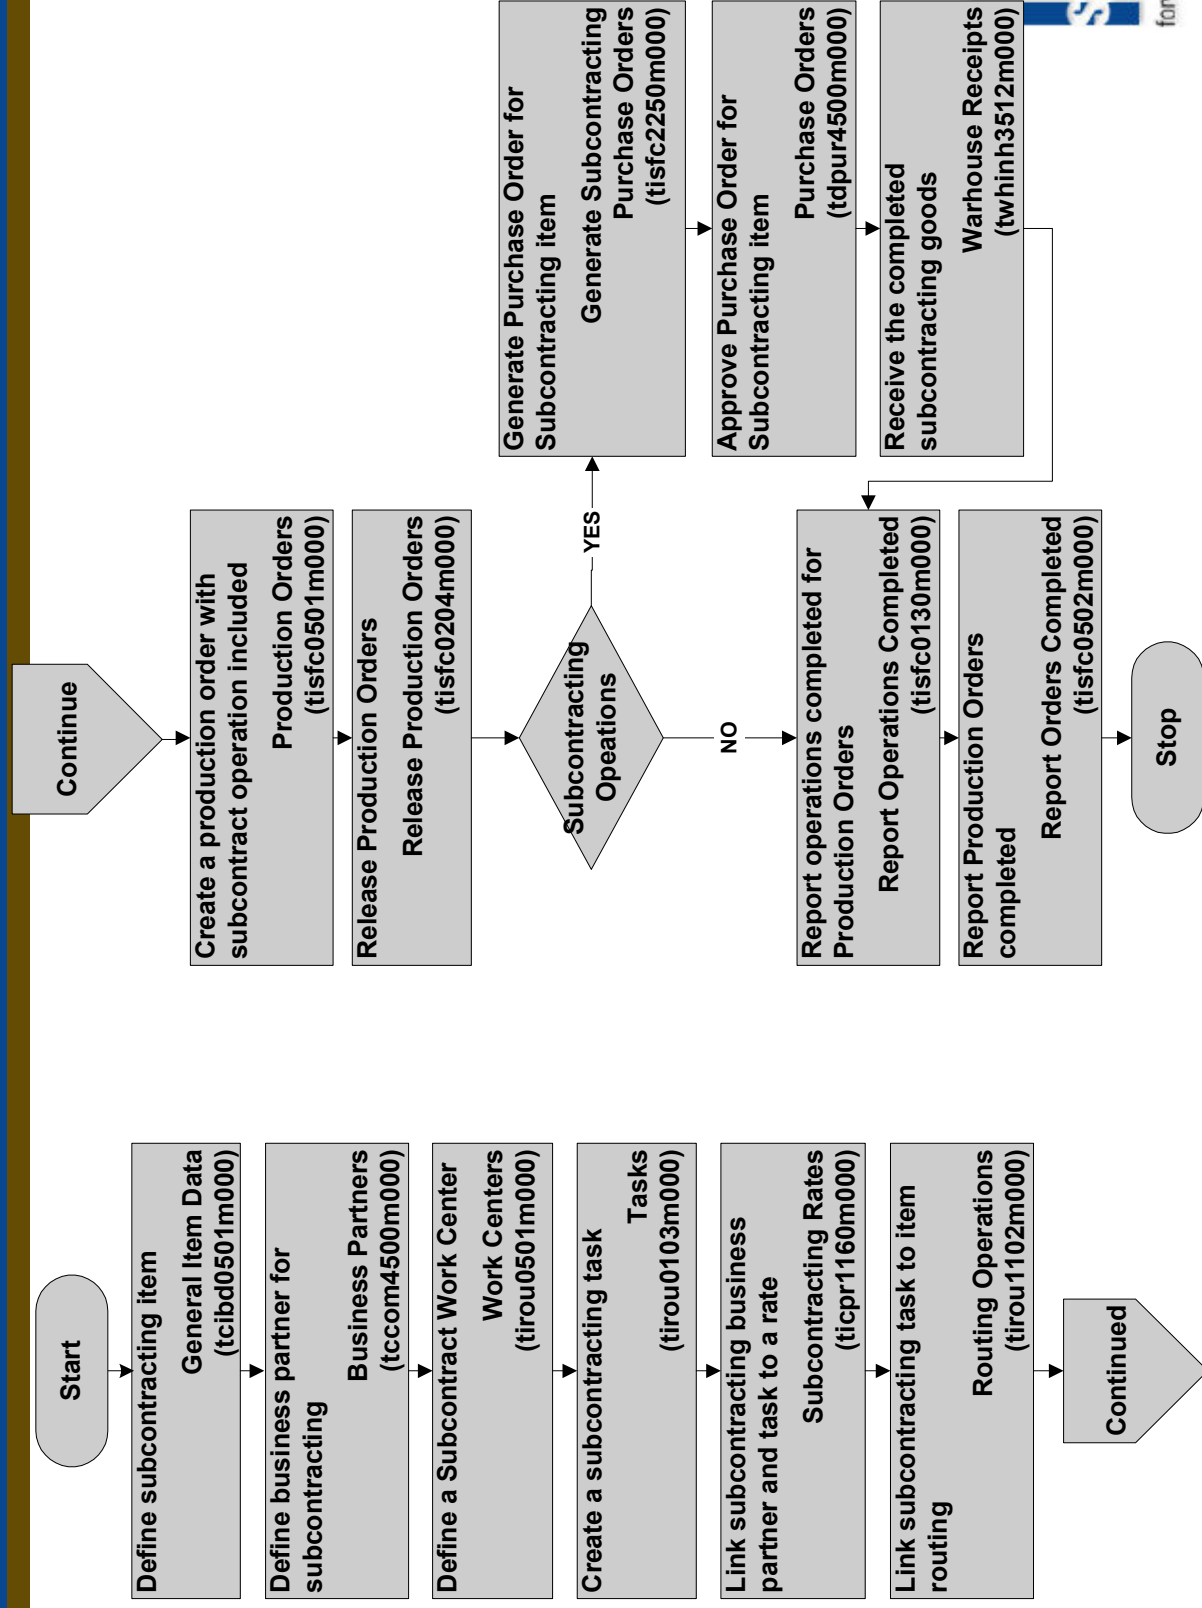 Start
Define subcontracting item
General Item Data
(tcibd0501m000)
Define business partner for
subcontracting
Business Partners
(tccom4500m000)
Define a Subcontract Work Center
Work Centers
(tirou0501m000)
Create a subcontracting task
Tasks
(tirou0103m000)
Link subcontracting business
partner and task to a rate
Subcontracting Rates
(ticpr1160m000)
Link subcontracting task to item
routing
Routing Operations
(tirou1102m000)
Continued
Continue
Create a production order with
subcontract operation included
Production Orders
(tisfc0501m000)
Release Production Orders
Release Production Orders
(tisfc0204m000)
Subcontracting
Opeations
YES
NO
Generate Purchase Order for
Subcontracting item
Generate Subcontracting
Purchase Orders
(tisfc2250m000)
Approve Purchase Order for
Subcontracting item
Purchase Orders
(tdpur4500m000)
Receive the completed
subcontracting goods
Warhouse Receipts
(twhinh3512m000)
Report operations completed for
Production Orders
Report Operations Completed
(tisfc0130m000)
Report Production Orders
completed
Report Orders Completed
(tisfc0502m000)
Stop